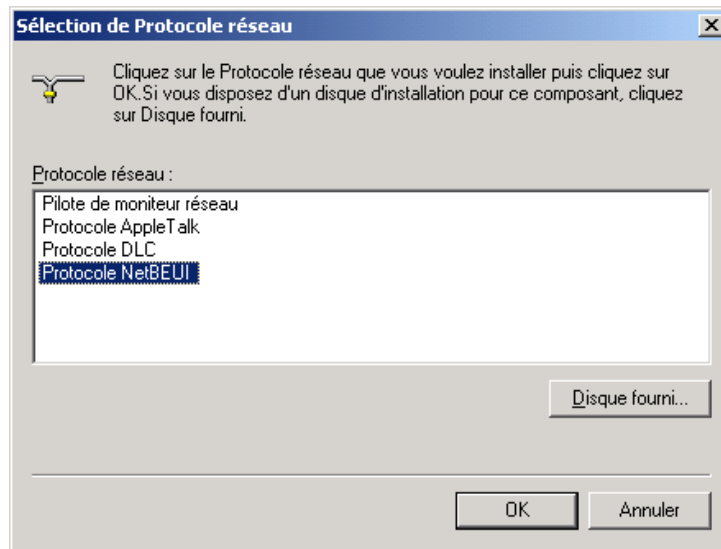 Sélection de Protocole réseau
Cliquez sur le Protocole réseau que vous voulez installer puis cliquez sur
OK.Si vous disposez d'un disque d'installation pour ce composant, cliquez
sur Disque fourni.
Protocole réseau :
Pilote de moniteur réseau
Protocole AppleTalk
Protocole DLC
Protocole NetBEUI
Disque fourni...
OK
Annuler